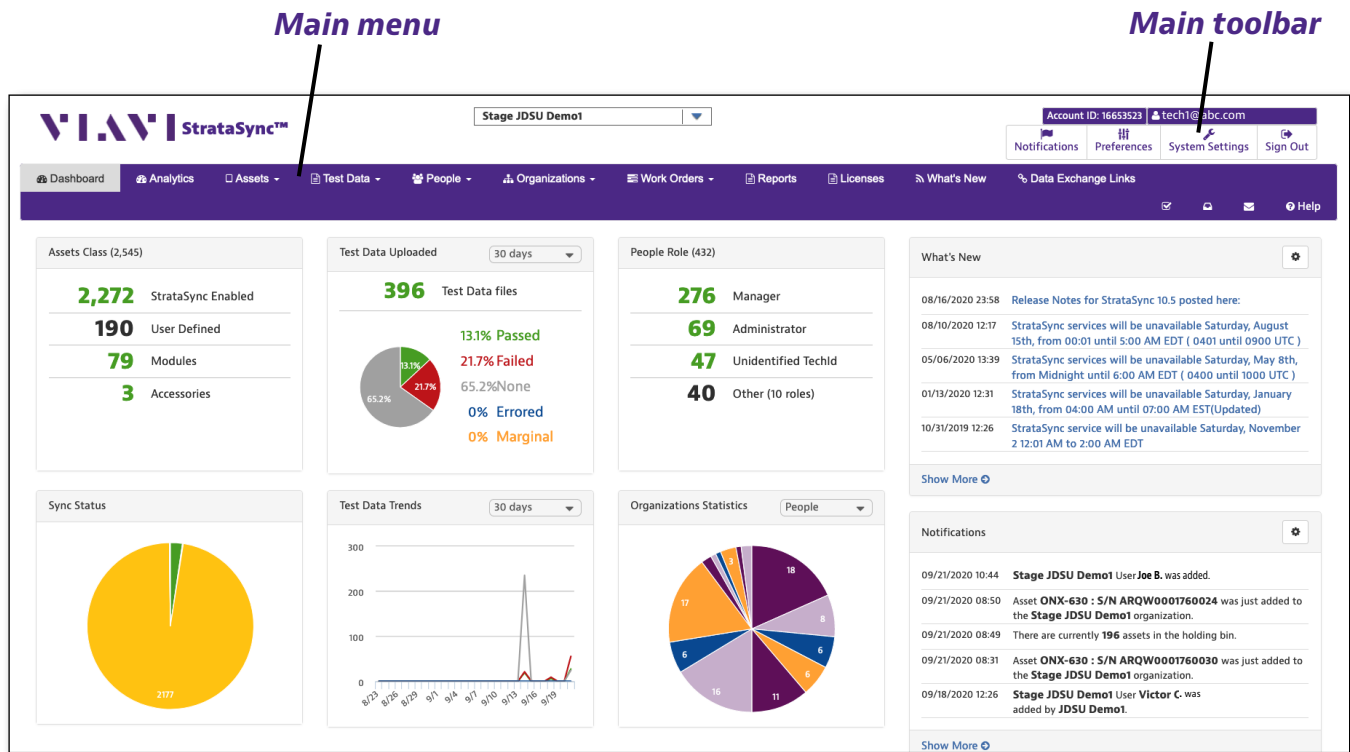 Main menu
Main toolbar
VIAVI StrataSync™
Stage JDSU Demo1
Account ID: 16653523
tech1@abc.com
Notifications
Preferences
System Settings
Sign Out
Dashboard
Analytics
Assets
Test Data
People
Organizations
Work Orders
Reports
Licenses
What's New
Data Exchange Links
Help
Assets Class (2,545)
2,272 StrataSync Enabled
190 User Defined
79 Modules
3 Accessories
Test Data Uploaded
30 days
396 Test Data files
13.1% Passed
21.7% Failed
65.2%None
0% Errored
0% Marginal
13.1%
21.7%
65.2%
People Role (432)
276 Manager
69 Administrator
47 Unidentified TechId
40 Other (10 roles)
What's New
08/16/2020 23:58 Release Notes for StrataSync 10.5 posted here:
08/10/2020 12:17 StrataSync services will be unavailable Saturday, August
15th, from 00:01 until 5:00 AM EDT ( 0401 until 0900 UTC )
05/06/2020 13:39 StrataSync services will be unavailable Saturday, May 8th,
from Midnight until 6:00 AM EDT ( 0400 until 1000 UTC )
01/13/2020 12:31 StrataSync services will be unavailable Saturday, January
18th, from 04:00 AM until 07:00 AM EST(Updated)
10/31/2019 12:26 StrataSync service will be unavailable Saturday, November
2 12:01 AM to 2:00 AM EDT
Show More
Sync Status
2177
Test Data Trends
30 days
300
200
100
0
8/23
8/26
8/29
9/1
9/4
9/7
9/10
9/13
9/16
9/19
Organizations Statistics
People
3
18
8
6
6
11
16
6
17
Notifications
09/21/2020 10:44 Stage JDSU Demo1 User Joe B. was added.
09/21/2020 08:50 Asset ONX-630 : S/N ARQW0001760024 was just added to
the Stage JDSU Demo1 organization.
09/21/2020 08:49 There are currently 196 assets in the holding bin.
09/21/2020 08:31 Asset ONX-630 : S/N ARQW0001760030 was just added to
the Stage JDSU Demo1 organization.
09/18/2020 12:26 Stage JDSU Demo1 User Victor C. was
added by JDSU Demo1.
Show More